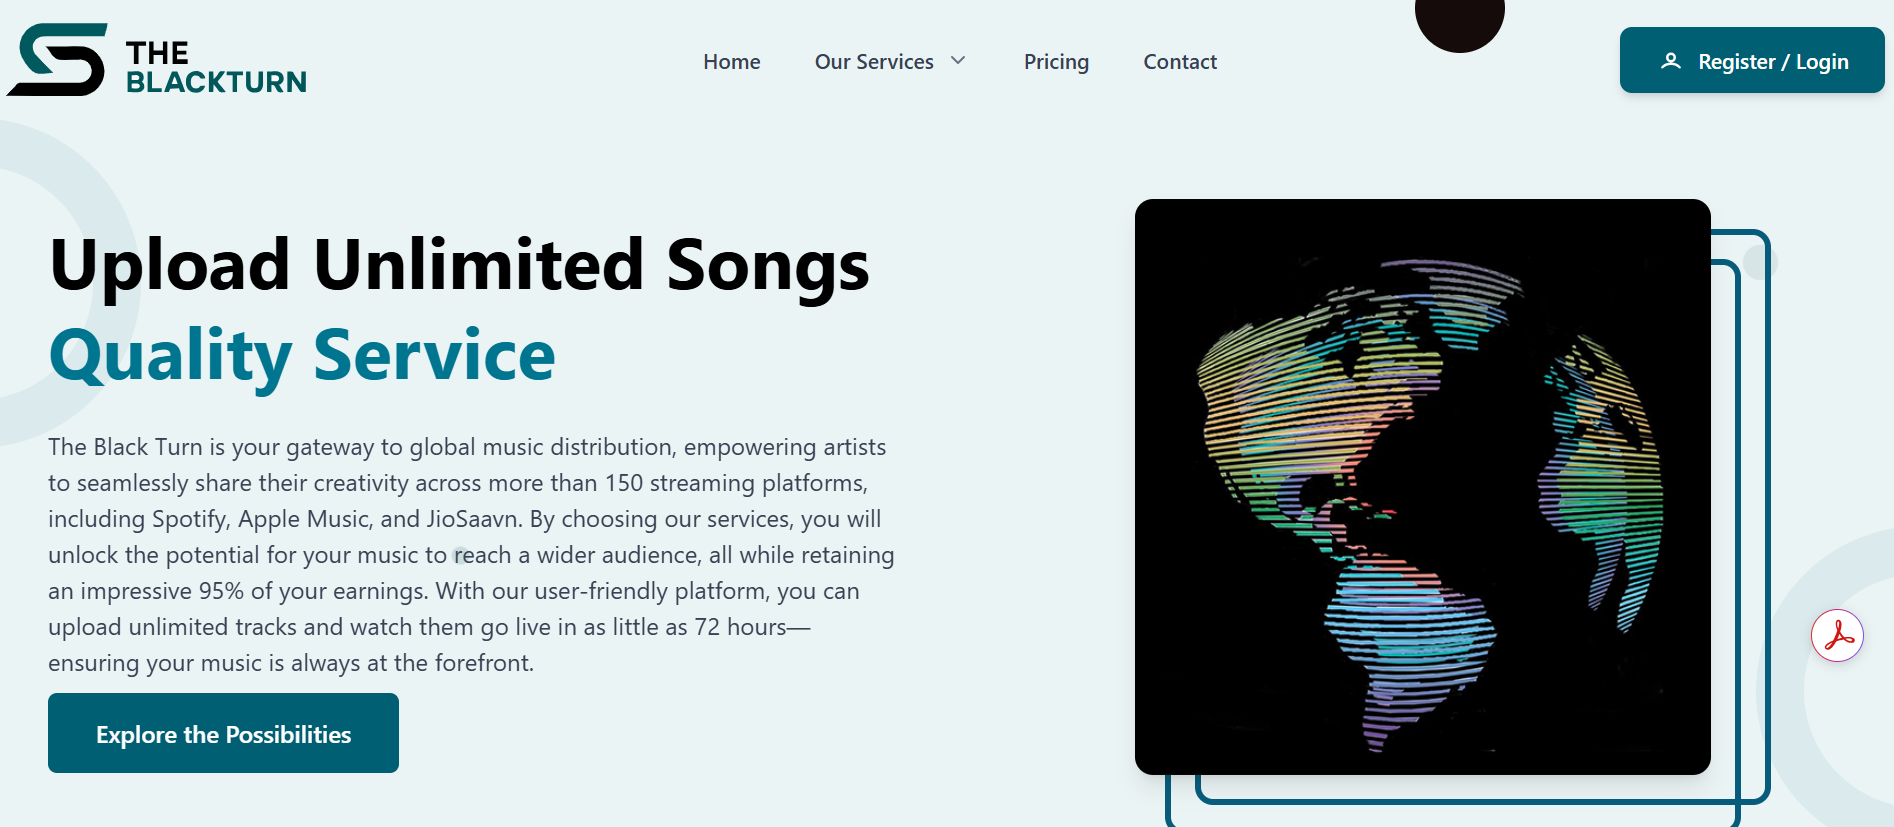 THE
BLACKTURN
Home
Our Services
Pricing
Contact
Register / Login
Upload Unlimited Songs
Quality Service
The Black Turn is your gateway to global music distribution, empowering artists
to seamlessly share their creativity across more than 150 streaming platforms,
including Spotify, Apple Music, and JioSaavn. By choosing our services, you will
unlock the potential for your music to reach a wider audience, all while retaining
an impressive 95% of your earnings. With our user-friendly platform, you can
upload unlimited tracks and watch them go live in as little as 72 hours—
ensuring your music is always at the forefront.
Explore the Possibilities